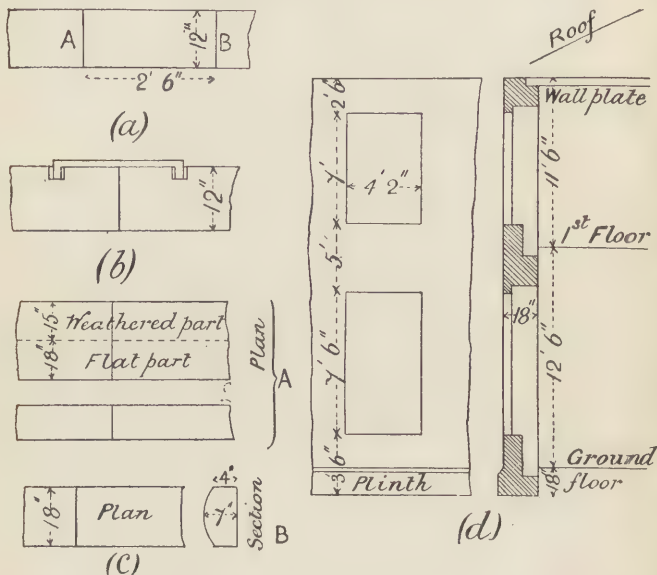 A
12"
B
2' 6"
(a)
12"
(b)
15"
Weathered part
18"
Flat part
Plan
A
18"
Plan
4"
7"
Section
B
(c)
2' 6"
7'
4' 2"
5'
7' 6"
3' 6"
Plinth
Roof
Wall plate
11' 6"
1st Floor
18"
12' 6"
Ground
floor
18"
(d)